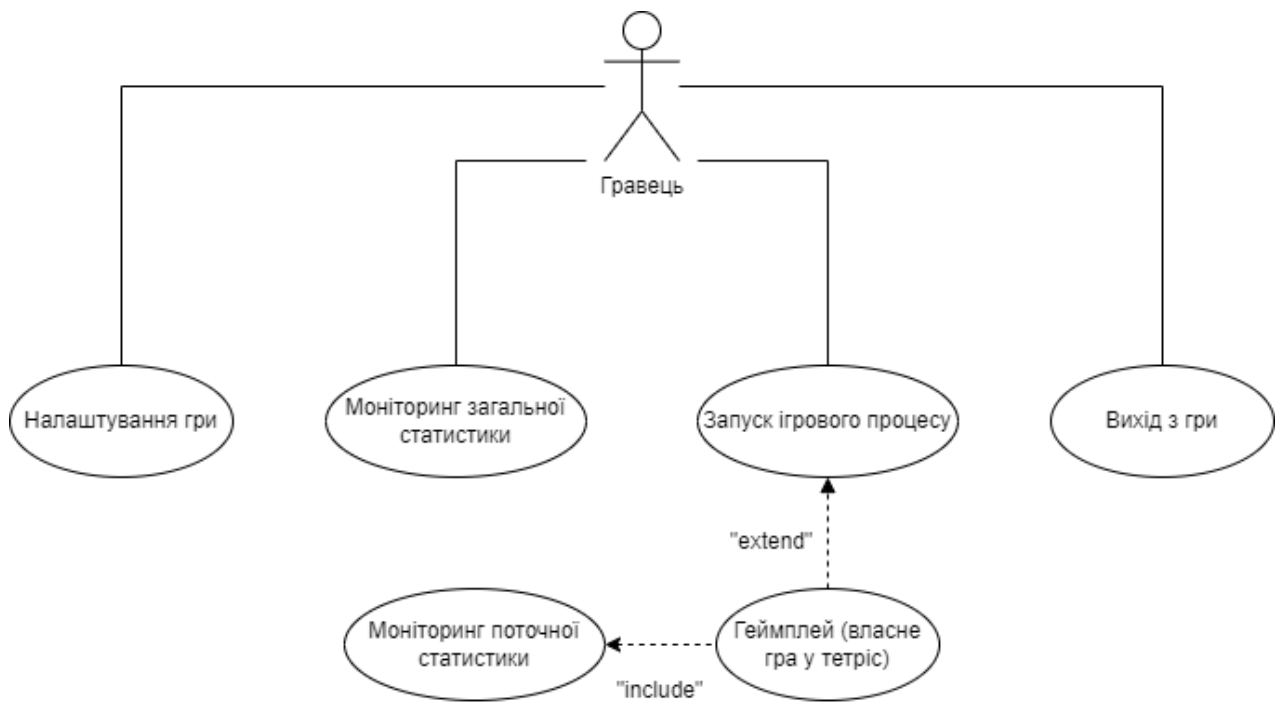 Гравець
Налаштування гри
Моніторинг загальної
статистики
Запуск ігрового процесу
Вихід з гри
"extend"
Моніторинг поточної
статистики
Геймплей (власне
гра у тетріс)
"include"